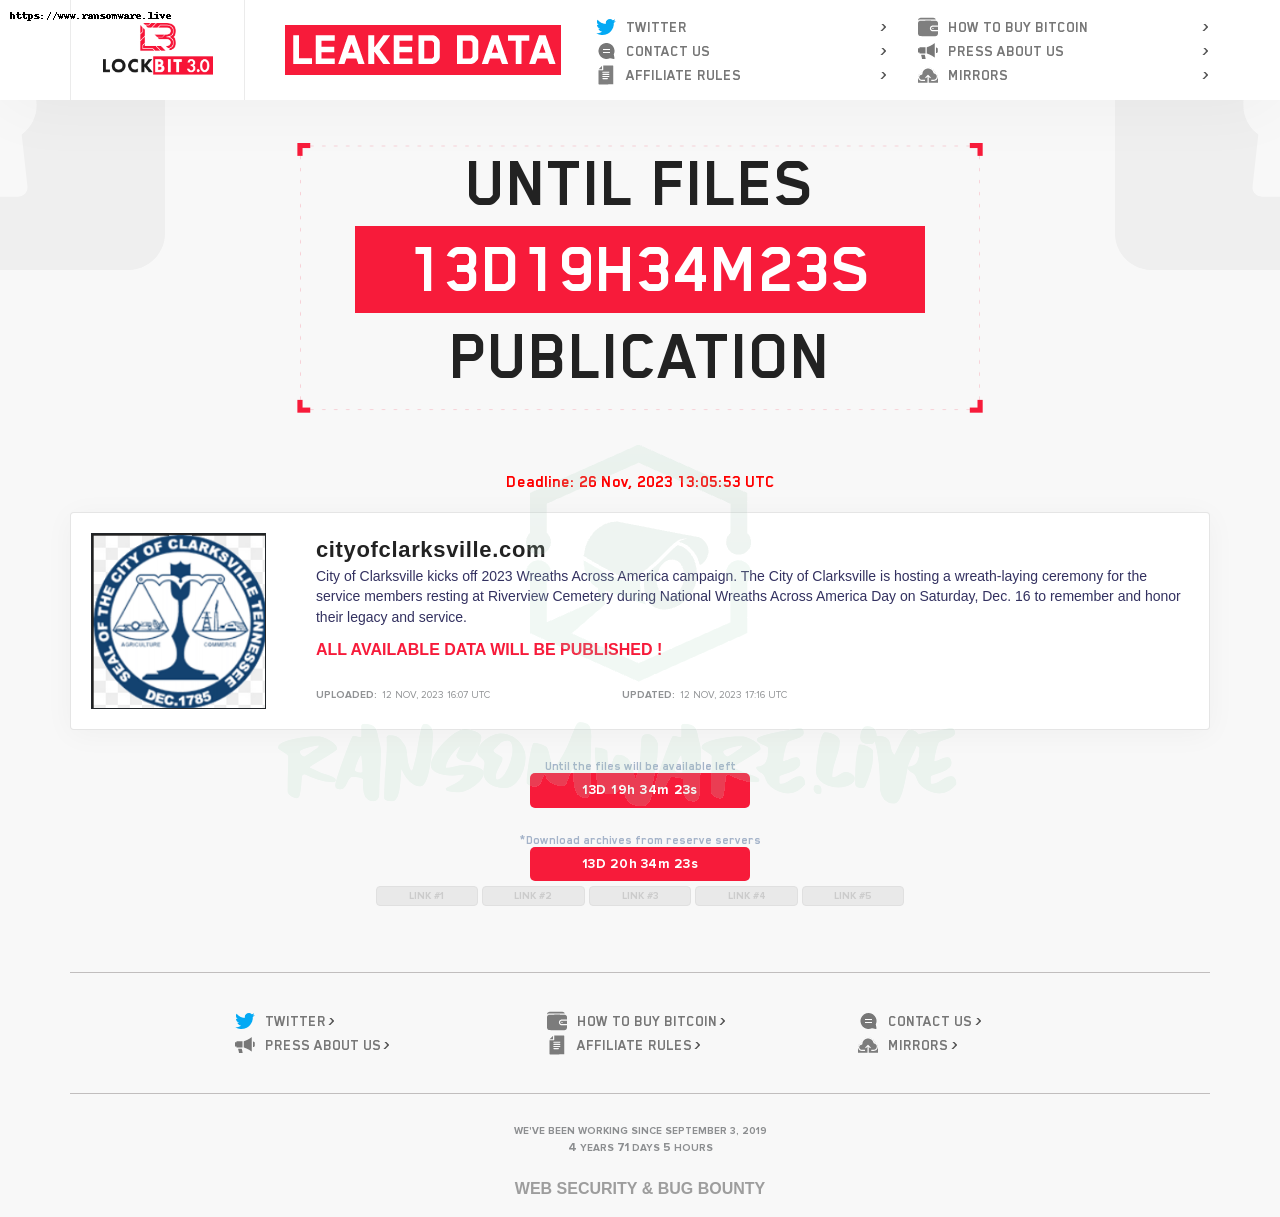 https://www.ransomware.live
LOCKBIT 3.0
LEAKED DATA
TWITTER
CONTACT US
AFFILIATE RULES
HOW TO BUY BITCOIN
PRESS ABOUT US
MIRRORS
UNTIL FILES
13D19H34M23S
PUBLICATION
Deadline: 26 Nov, 2023 13:05:53 UTC
SEAL OF THE CITY OF CLARKSVILLE TENNESSEE
AGRICULTURE COMMERCE
DEC.1785
cityofclarksville.com
City of Clarksville kicks off 2023 Wreaths Across America campaign. The City of Clarksville is hosting a wreath-laying ceremony for the
service members resting at Riverview Cemetery during National Wreaths Across America Day on Saturday, Dec. 16 to remember and honor
their legacy and service.
ALL AVAILABLE DATA WILL BE PUBLISHED !
UPLOADED: 12 NOV, 2023 16:07 UTC UPDATED: 12 NOV, 2023 17:16 UTC
RANSOMWARE.LIVE
Until the files will be available left
13D 19h 34m 23s
*Download archives from reserve servers
13D 20h 34m 23s
LINK #1 LINK #2 LINK #3 LINK #4 LINK #5
TWITTER HOW TO BUY BITCOIN CONTACT US
PRESS ABOUT US AFFILIATE RULES MIRRORS
WE'VE BEEN WORKING SINCE SEPTEMBER 3, 2019
4 YEARS 71 DAYS 5 HOURS
WEB SECURITY & BUG BOUNTY